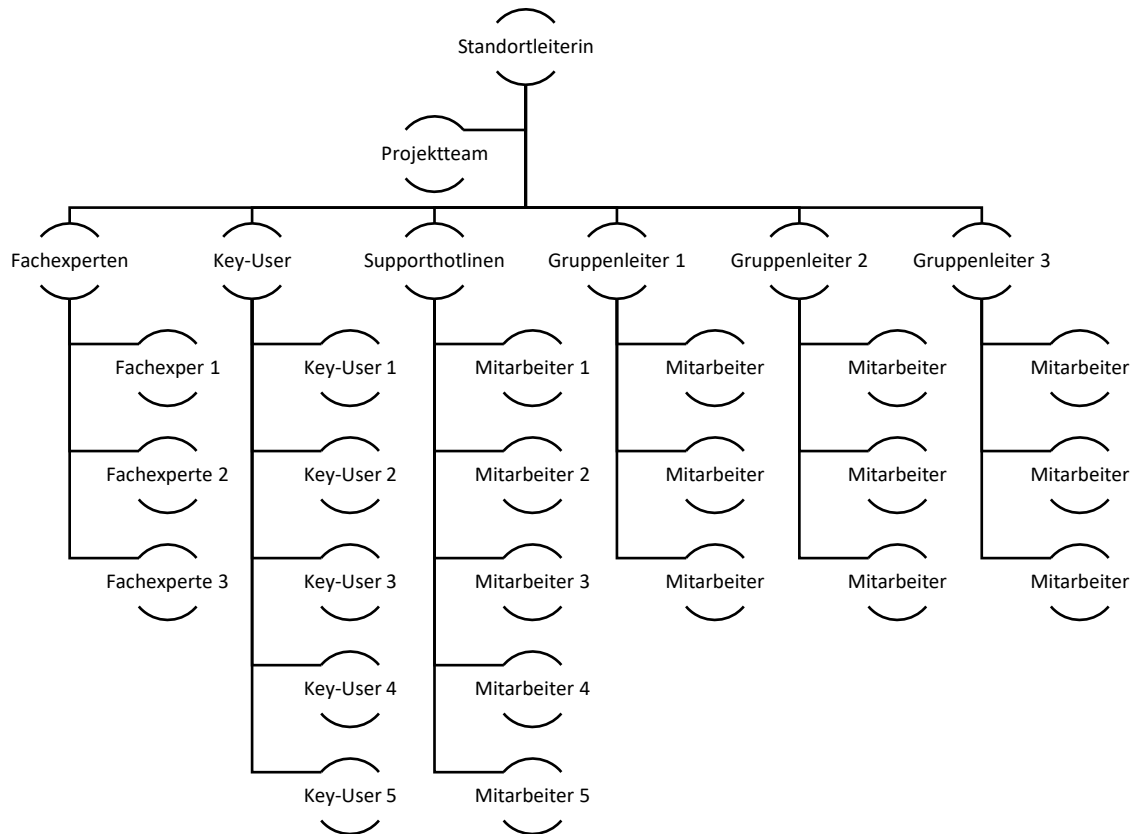 Standortleiterin
Projektteam
Fachexperten
Key-User
Supporthotlinen
Gruppenleiter 1
Gruppenleiter 2
Gruppenleiter 3
Fachexper 1
Key-User 1
Mitarbeiter 1
Mitarbeiter
Mitarbeiter
Mitarbeiter
Fachexperte 2
Key-User 2
Mitarbeiter 2
Mitarbeiter
Mitarbeiter
Mitarbeiter
Fachexperte 3
Key-User 3
Mitarbeiter 3
Mitarbeiter
Mitarbeiter
Mitarbeiter
Key-User 4
Mitarbeiter 4
Key-User 5
Mitarbeiter 5